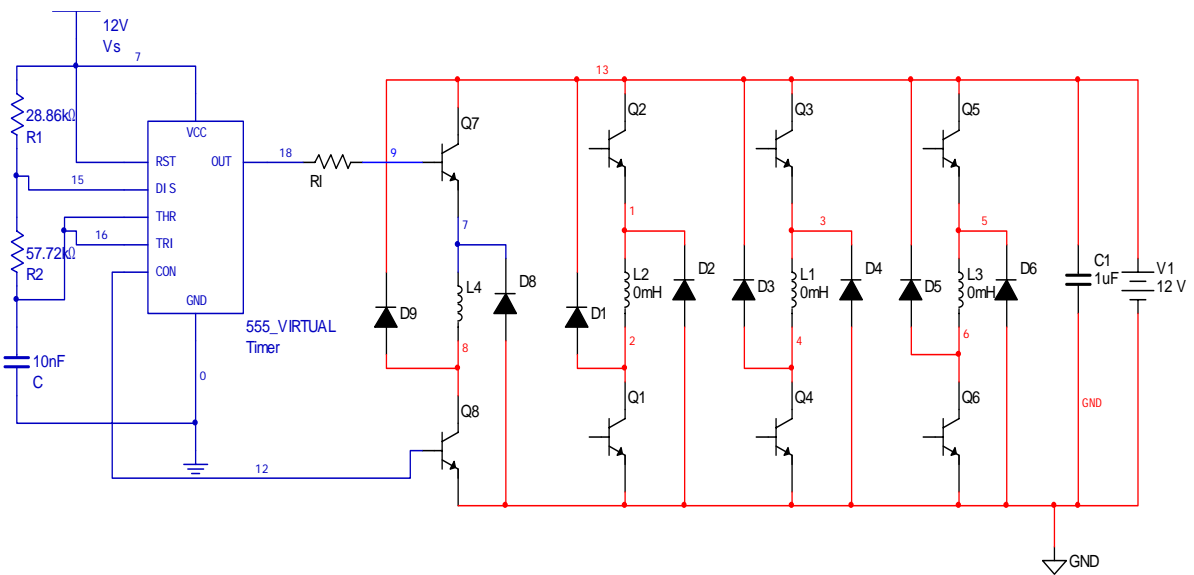 12V
Vs
7
13
28.86kΩ
R1
VCC
RST
OUT
DIS
THR
TRI
CON
GND
15
16
57.72kΩ
R2
555_VIRTUAL
Timer
10nF
C
0
12
18
RI
9
Q7
7
L4
D8
D9
8
Q8
Q2
1
L2
0mH
D2
D1
2
Q1
Q3
3
L1
0mH
D4
D3
4
Q4
Q5
5
L3
0mH
D6
D5
6
Q6
C1
1uF
V1
12 V
GND
GND